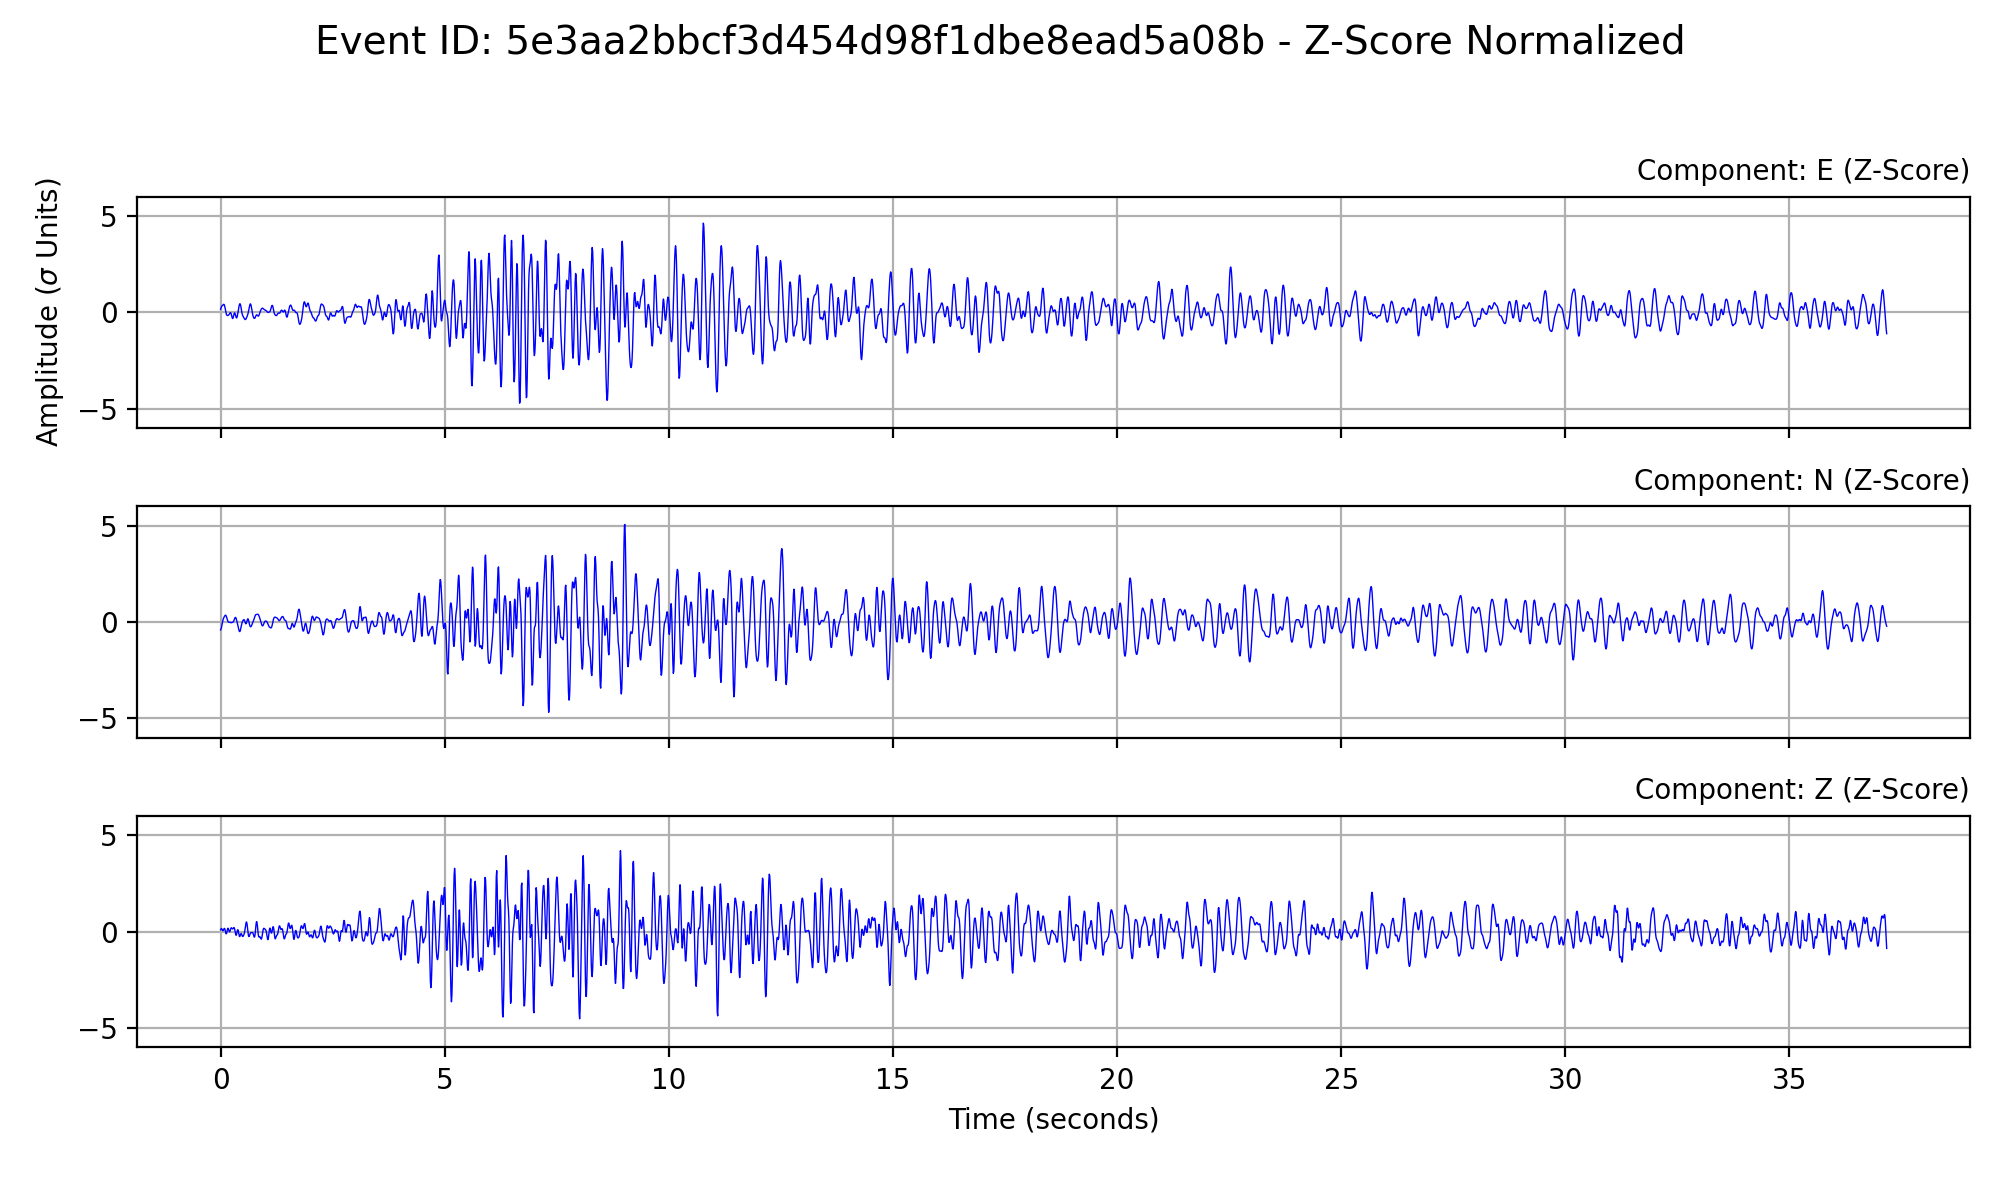 Event ID: 5e3aa2bbcf3d454d98f1dbe8ead5a08b - Z-Score Normalized
Component: E (Z-Score)
Amplitude (σ Units)
5
0
−5
Component: N (Z-Score)
5
0
−5
Component: Z (Z-Score)
5
0
−5
0 5 10 15 20 25 30 35
Time (seconds)